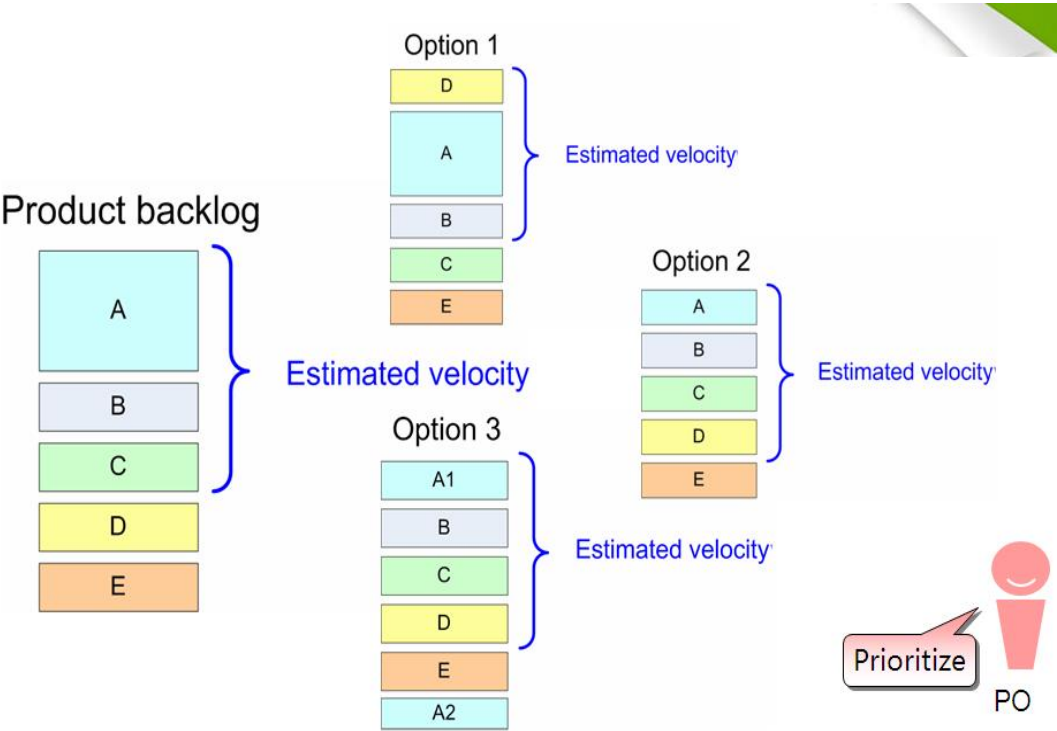 Product backlog
A
B
C
D
E
Estimated velocity
Option 1
D
A
B
C
E
Estimated velocity
Option 2
A
B
C
D
E
Estimated velocity
Option 3
A1
B
C
D
E
A2
Estimated velocity
Prioritize
PO